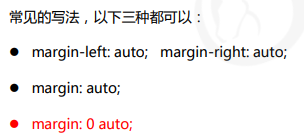 常见的写法，以下三种都可以：
● margin-left: auto;   margin-right: auto;
● margin: auto;
● margin: 0 auto;